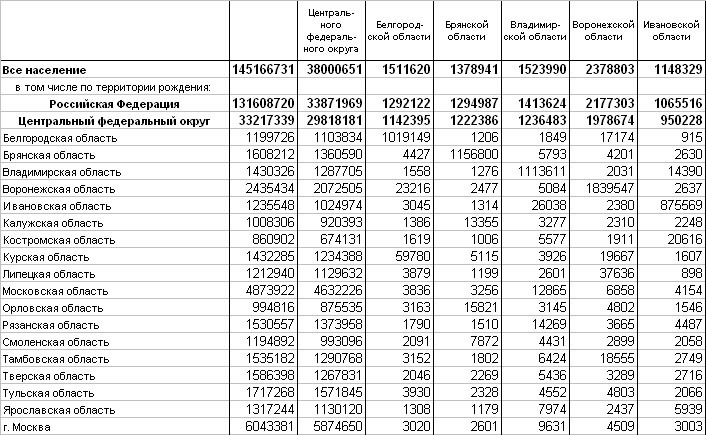 Централь-
ного
федераль- Белгород- Брянской Владимир- Воронежской Ивановской
ного округа ской области области ской области области области
Все население 145166731 38000651 1511620 1378941 1523990 2378803 1148329
в том числе по территории рождения:
Российская Федерация 131608720 33871969 1292122 1294987 1413624 2177303 1065516
Центральный федеральный округ 33217339 29818181 1142395 1222386 1236483 1978674 950228
Белгородская область 1199726 1103834 1019149 1206 1849 17174 915
Брянская область 1608212 1360590 4427 1156800 5793 4201 2630
Владимирская область 1430326 1287705 1558 1276 1113611 2031 14390
Воронежская область 2435434 2072505 23216 2477 5084 1839547 2637
Ивановская область 1235548 1024974 3045 1314 26038 2380 875569
Калужская область 1008306 920393 1386 13355 3277 2310 2248
Костромская область 860902 674131 1619 1006 5577 1911 20616
Курская область 1432285 1234388 59780 5115 3926 19667 1607
Липецкая область 1212940 1129632 3879 1199 2601 37636 898
Московская область 4873922 4632226 3836 3256 12865 6858 4154
Орловская область 994816 875535 3163 15821 3145 4802 1546
Рязанская область 1530557 1373958 1790 1510 14269 3665 4487
Смоленская область 1194892 993096 2091 7872 4431 2899 2058
Тамбовская область 1535182 1290768 3152 1802 6424 18555 2749
Тверская область 1586398 1267831 2046 2269 5436 3289 2716
Тульская область 1717268 1571845 3930 2328 4552 4803 2066
Ярославская область 1317244 1130120 1308 1179 7974 2437 5939
г. Москва 6043381 5874650 3020 2601 9631 4509 3003